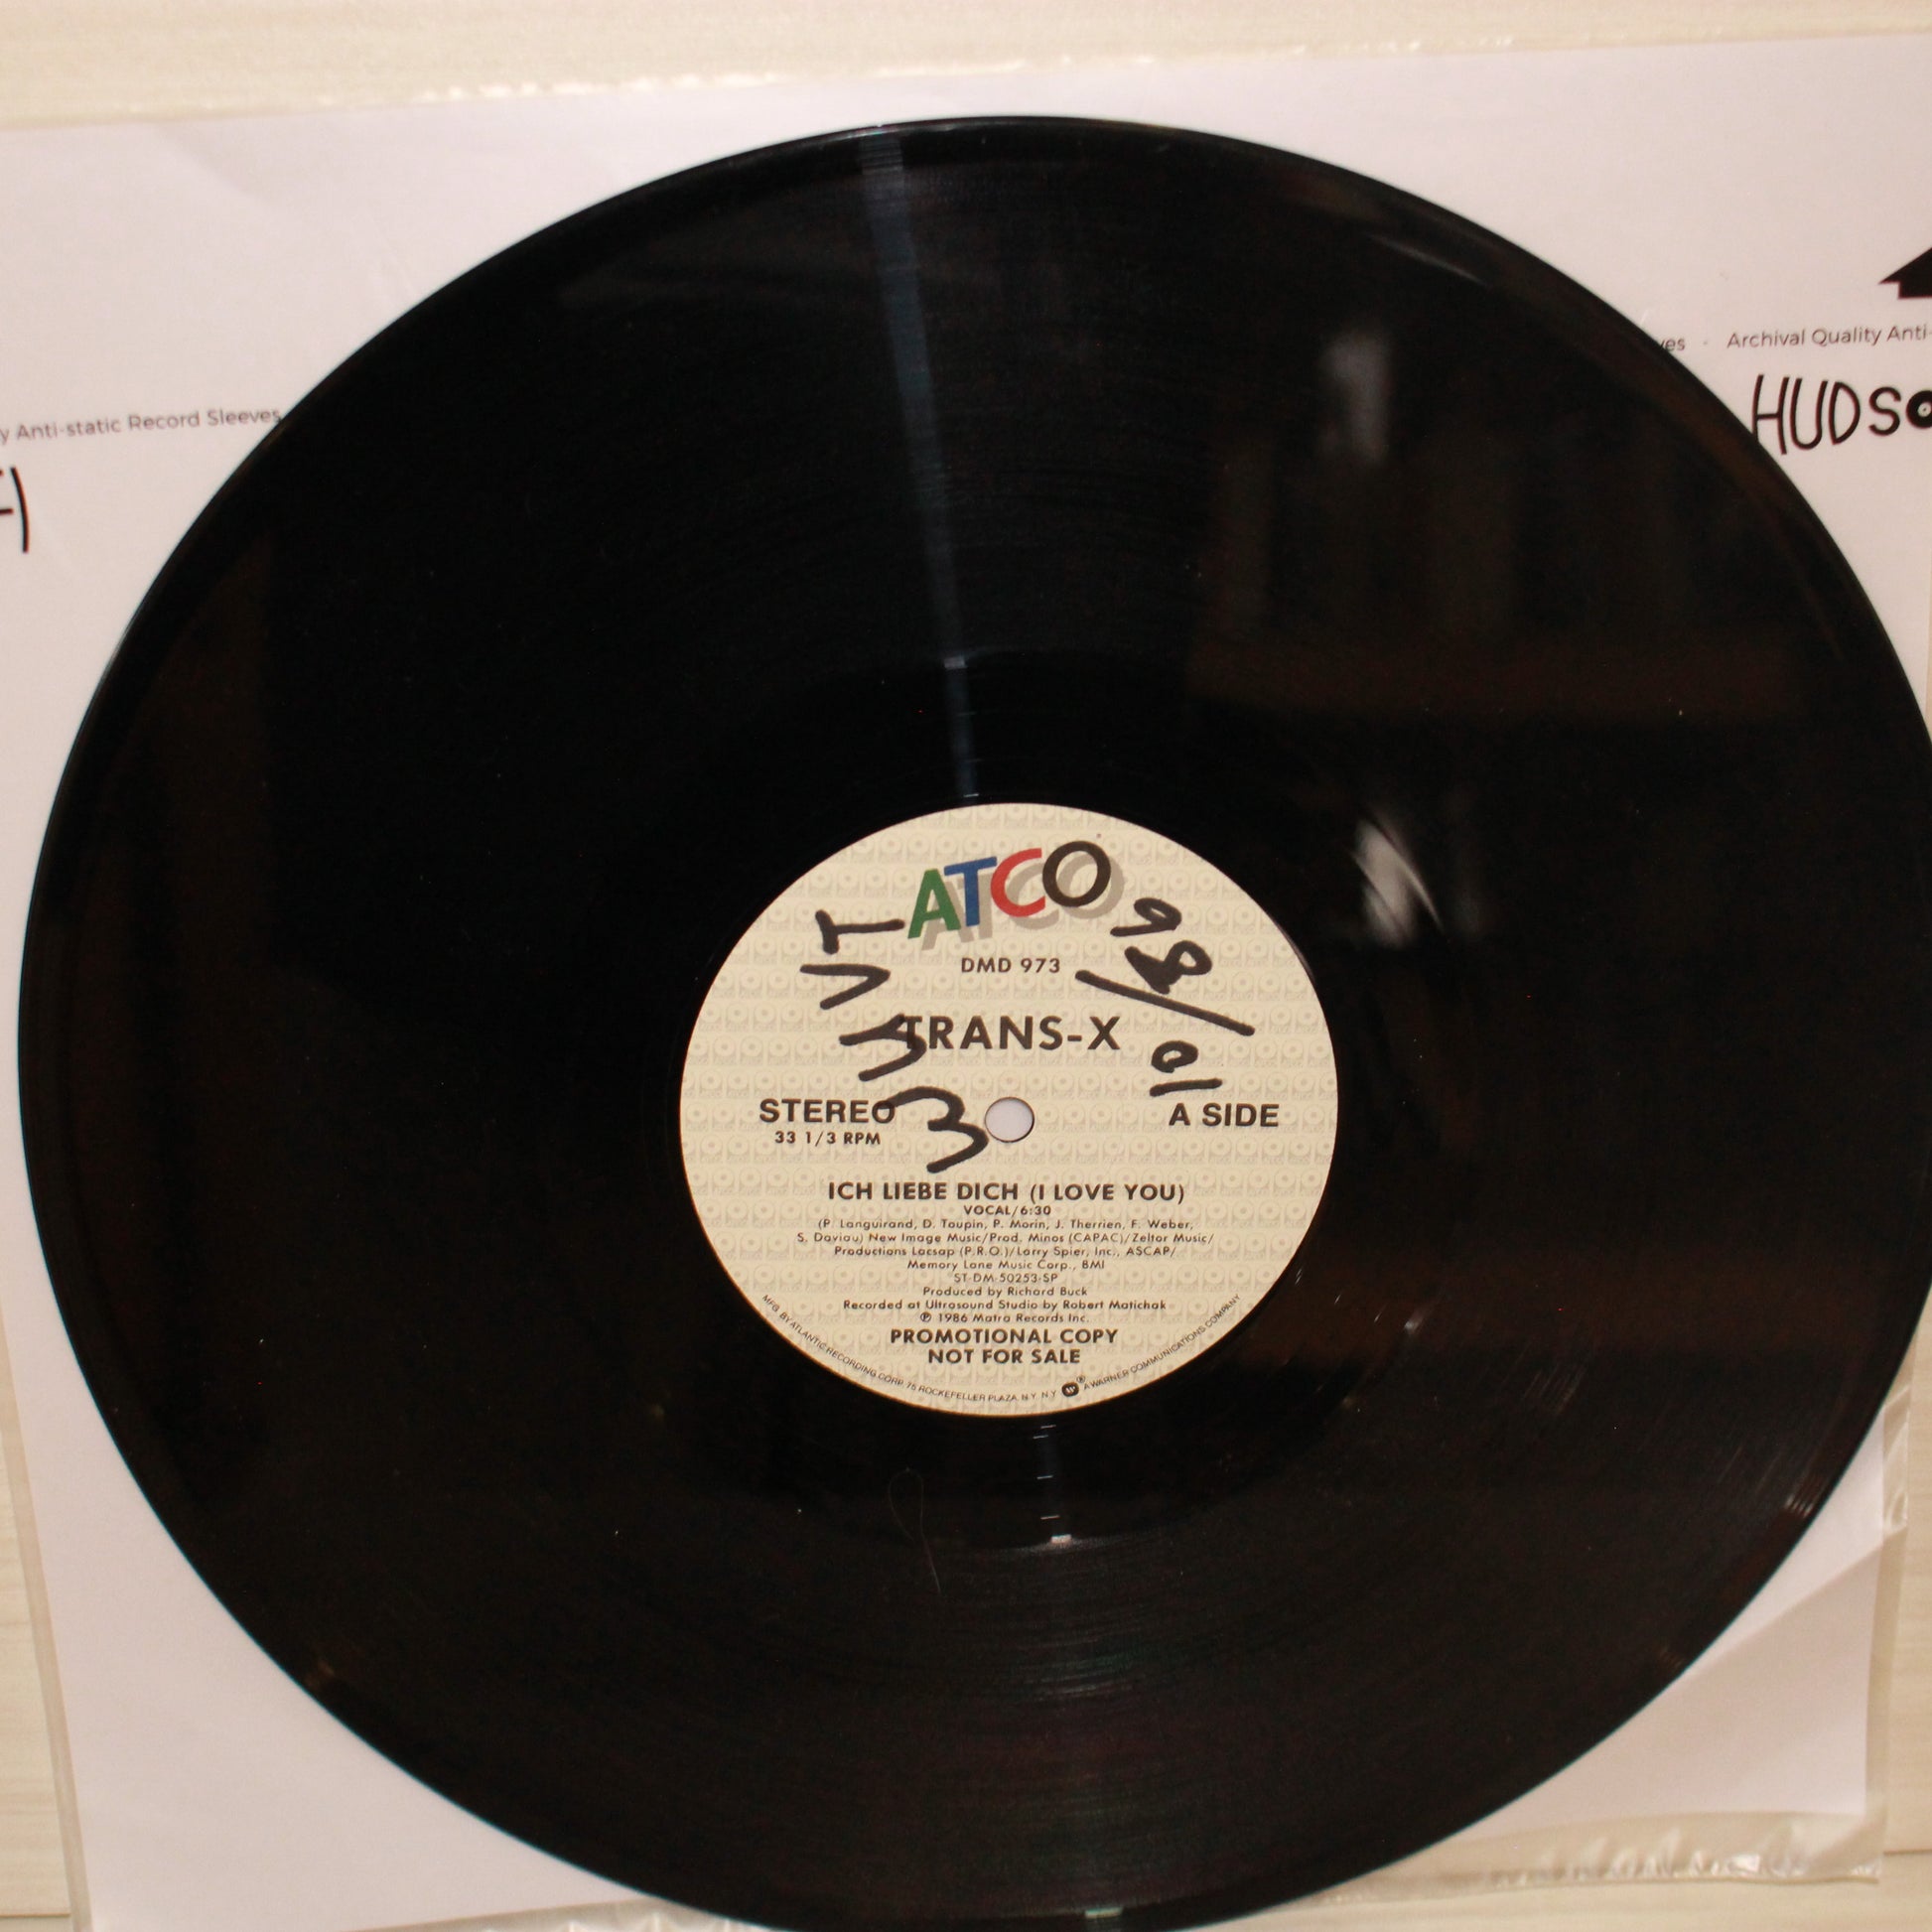 y Anti-static Record Sleeves
Archival Quality Anti-
HUDSO
ATCO
DMD 973
TRANS-X
STEREO
33 1/3 RPM
A SIDE
10/86
ICH LIEBE DICH (I LOVE YOU)
VOCAL/6:30
(P. Languirand, D. Toupin, P. Morin, J. Therrien, F. Weber,
S. Daviau) New Image Music/Prod. Minos (CAPAC)/Zeltor Music/
Productions Lacsap (P.R.O.)/Larry Spier, Inc., ASCAP/
Memory Lane Music Corp., BMI
ST-DM-50253-SP
Produced by Richard Buck
Recorded at Ultrasound Studio by Robert Matichak
℗ 1986 Matra Records Inc.
PROMOTIONAL COPY
NOT FOR SALE
MFG. BY ATLANTIC RECORDING CORP. 75 ROCKEFELLER PLAZA, N.Y. N.Y. ® A WARNER COMMUNICATIONS COMPANY